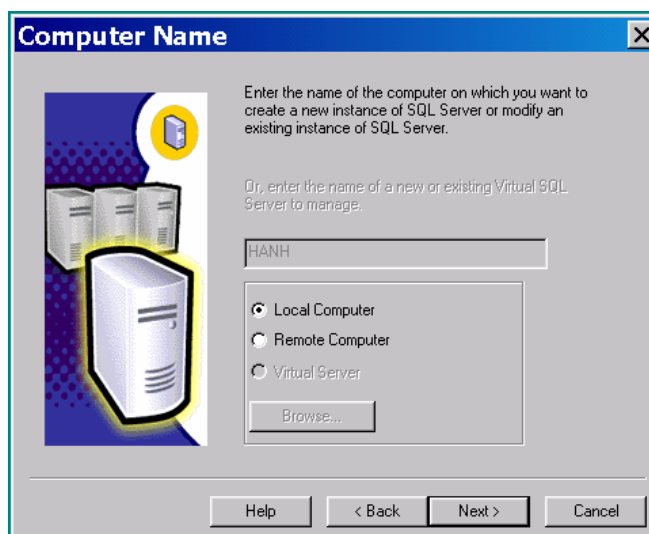 Computer Name
Enter the name of the computer on which you want to
create a new instance of SQL Server or modify an
existing instance of SQL Server.
Or, enter the name of a new or existing Virtual SQL
Server to manage.
HANH
Local Computer
Remote Computer
Virtual Server
Browse...
Help
< Back
Next >
Cancel